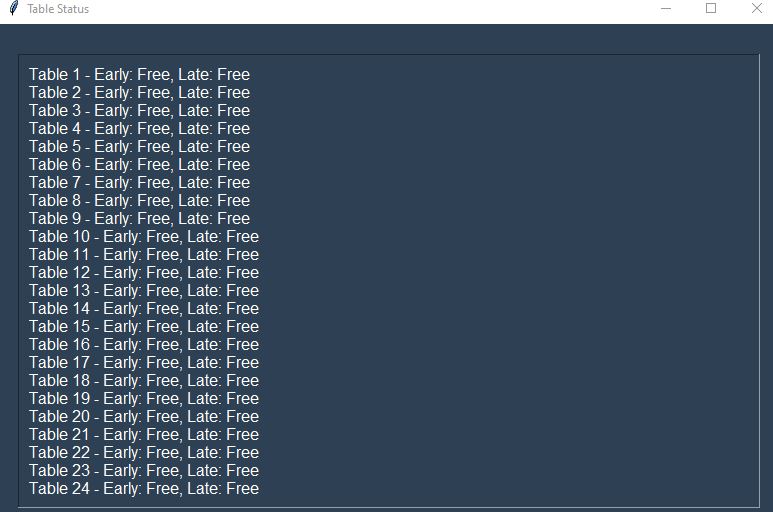 Table Status
Table 1 - Early: Free, Late: Free
Table 2 - Early: Free, Late: Free
Table 3 - Early: Free, Late: Free
Table 4 - Early: Free, Late: Free
Table 5 - Early: Free, Late: Free
Table 6 - Early: Free, Late: Free
Table 7 - Early: Free, Late: Free
Table 8 - Early: Free, Late: Free
Table 9 - Early: Free, Late: Free
Table 10 - Early: Free, Late: Free
Table 11 - Early: Free, Late: Free
Table 12 - Early: Free, Late: Free
Table 13 - Early: Free, Late: Free
Table 14 - Early: Free, Late: Free
Table 15 - Early: Free, Late: Free
Table 16 - Early: Free, Late: Free
Table 17 - Early: Free, Late: Free
Table 18 - Early: Free, Late: Free
Table 19 - Early: Free, Late: Free
Table 20 - Early: Free, Late: Free
Table 21 - Early: Free, Late: Free
Table 22 - Early: Free, Late: Free
Table 23 - Early: Free, Late: Free
Table 24 - Early: Free, Late: Free